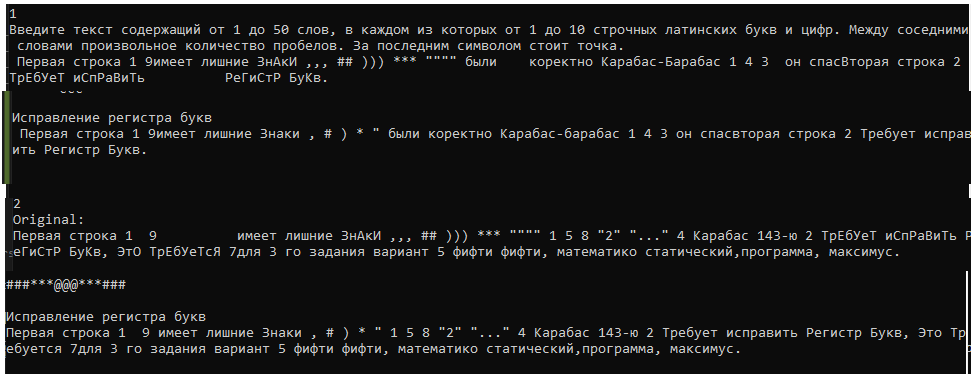 1
Введите текст содержащий от 1 до 50 слов, в каждом из которых от 1 до 10 строчных латинских букв и цифр. Между соседними
словами произвольное количество пробелов. За последним символом стоит точка.
Первая строка 1 9имеет лишние ЗнАкИ ,,, ## ))) *** """" были    коректно Карабас-Барабас 1 4 3  он спасВторая строка 2
ТрЕбУеТ иСпРаВиТь          РеГиСтР БуКв.
Исправление регистра букв
Первая строка 1 9имеет лишние Знаки , # ) * " были коректно Карабас-барабас 1 4 3 он спасвторая строка 2 Требует исправ
ить Регистр Букв.
2
Original:
Первая строка 1  9          имеет лишние ЗнАкИ ,,, ## ))) *** """" 1 5 8 "2" "..." 4 Карабас 143-ю 2 ТрЕбУеТ иСпРаВиТь Р
еГиСтР БуКв, ЭтО ТрЕбУеТсЯ 7для 3 го задания вариант 5 фифти фифти, математико статический,программа, максимус.
###***@@@***###
Исправление регистра букв
Первая строка 1  9 имеет лишние Знаки , # ) * " 1 5 8 "2" "..." 4 Карабас 143-ю 2 Требует исправить Регистр Букв, Это Тр
ебуется 7для 3 го задания вариант 5 фифти фифти, математико статический,программа, максимус.